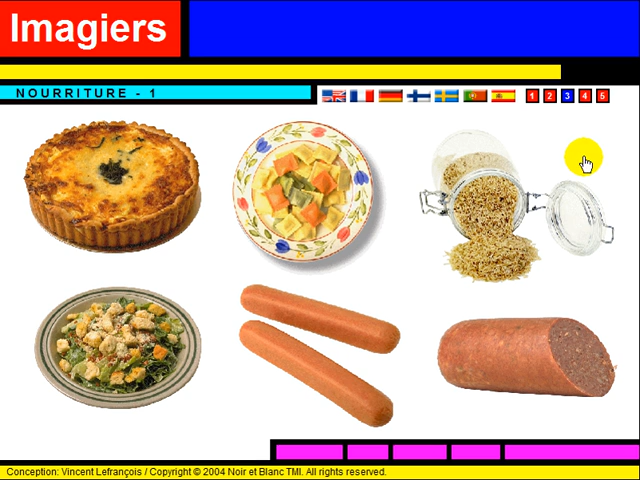 Imagiers
NOURRITURE - 1
1 2 3 4 5
Conception: Vincent Lefrançois / Copyright © 2004 Noir et Blanc TMI. All rights reserved.